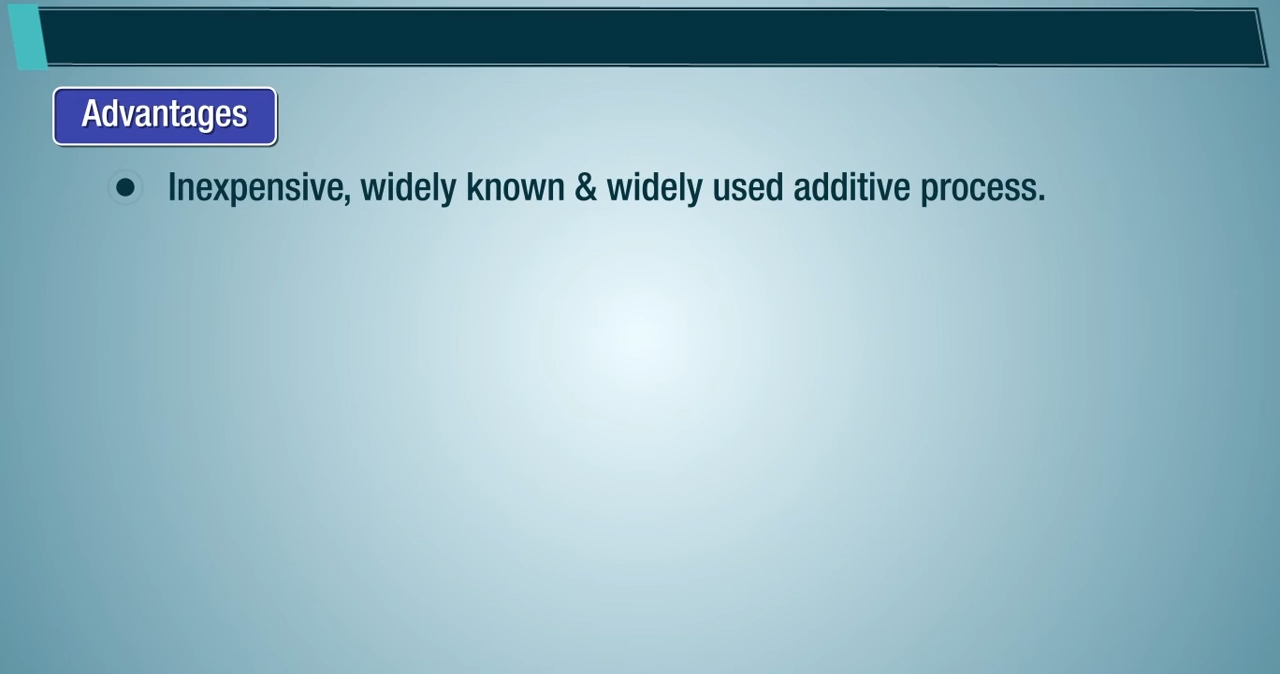 Advantages
Inexpensive, widely known & widely used additive process.